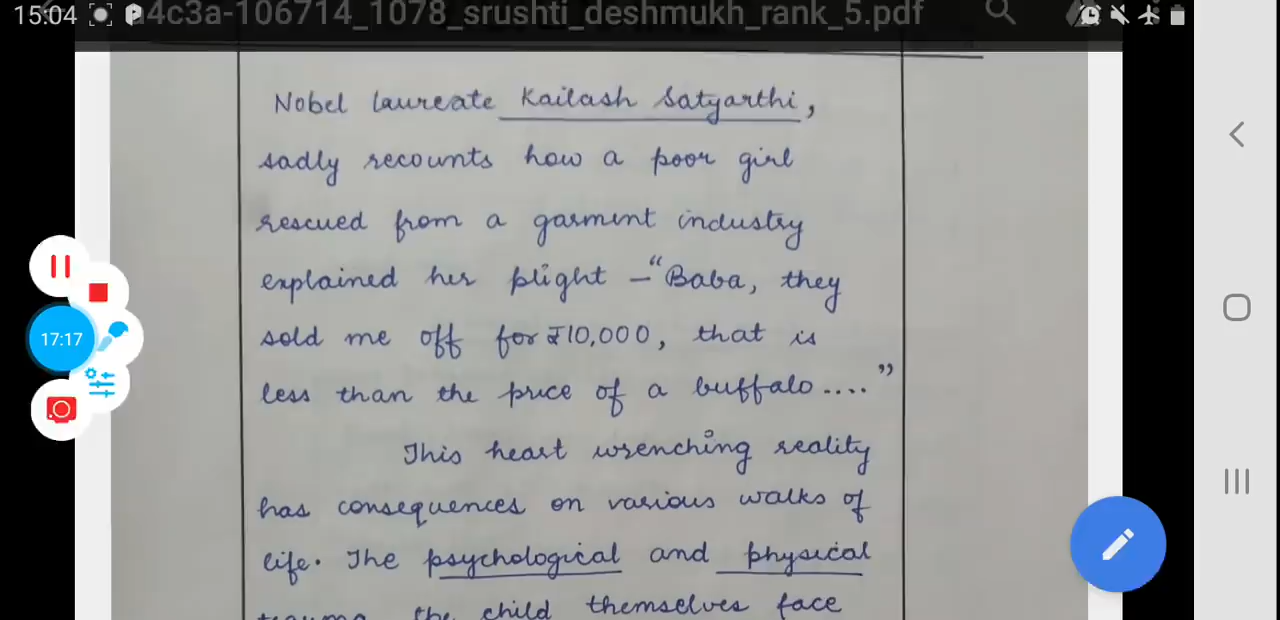 15:04
a4c3a-106714_1078_srushti_deshmukh_rank_5.pdf
Nobel laureate Kailash Satyarthi,
sadly recounts how a poor girl
rescued from a garment industry
explained her plight – "Baba, they
sold me off for ₹10,000, that is
less than the price of a buffalo...."
This heart wrenching reality
has consequences on various walks of
life. The psychological and physical
trauma the child themselves face
17:17